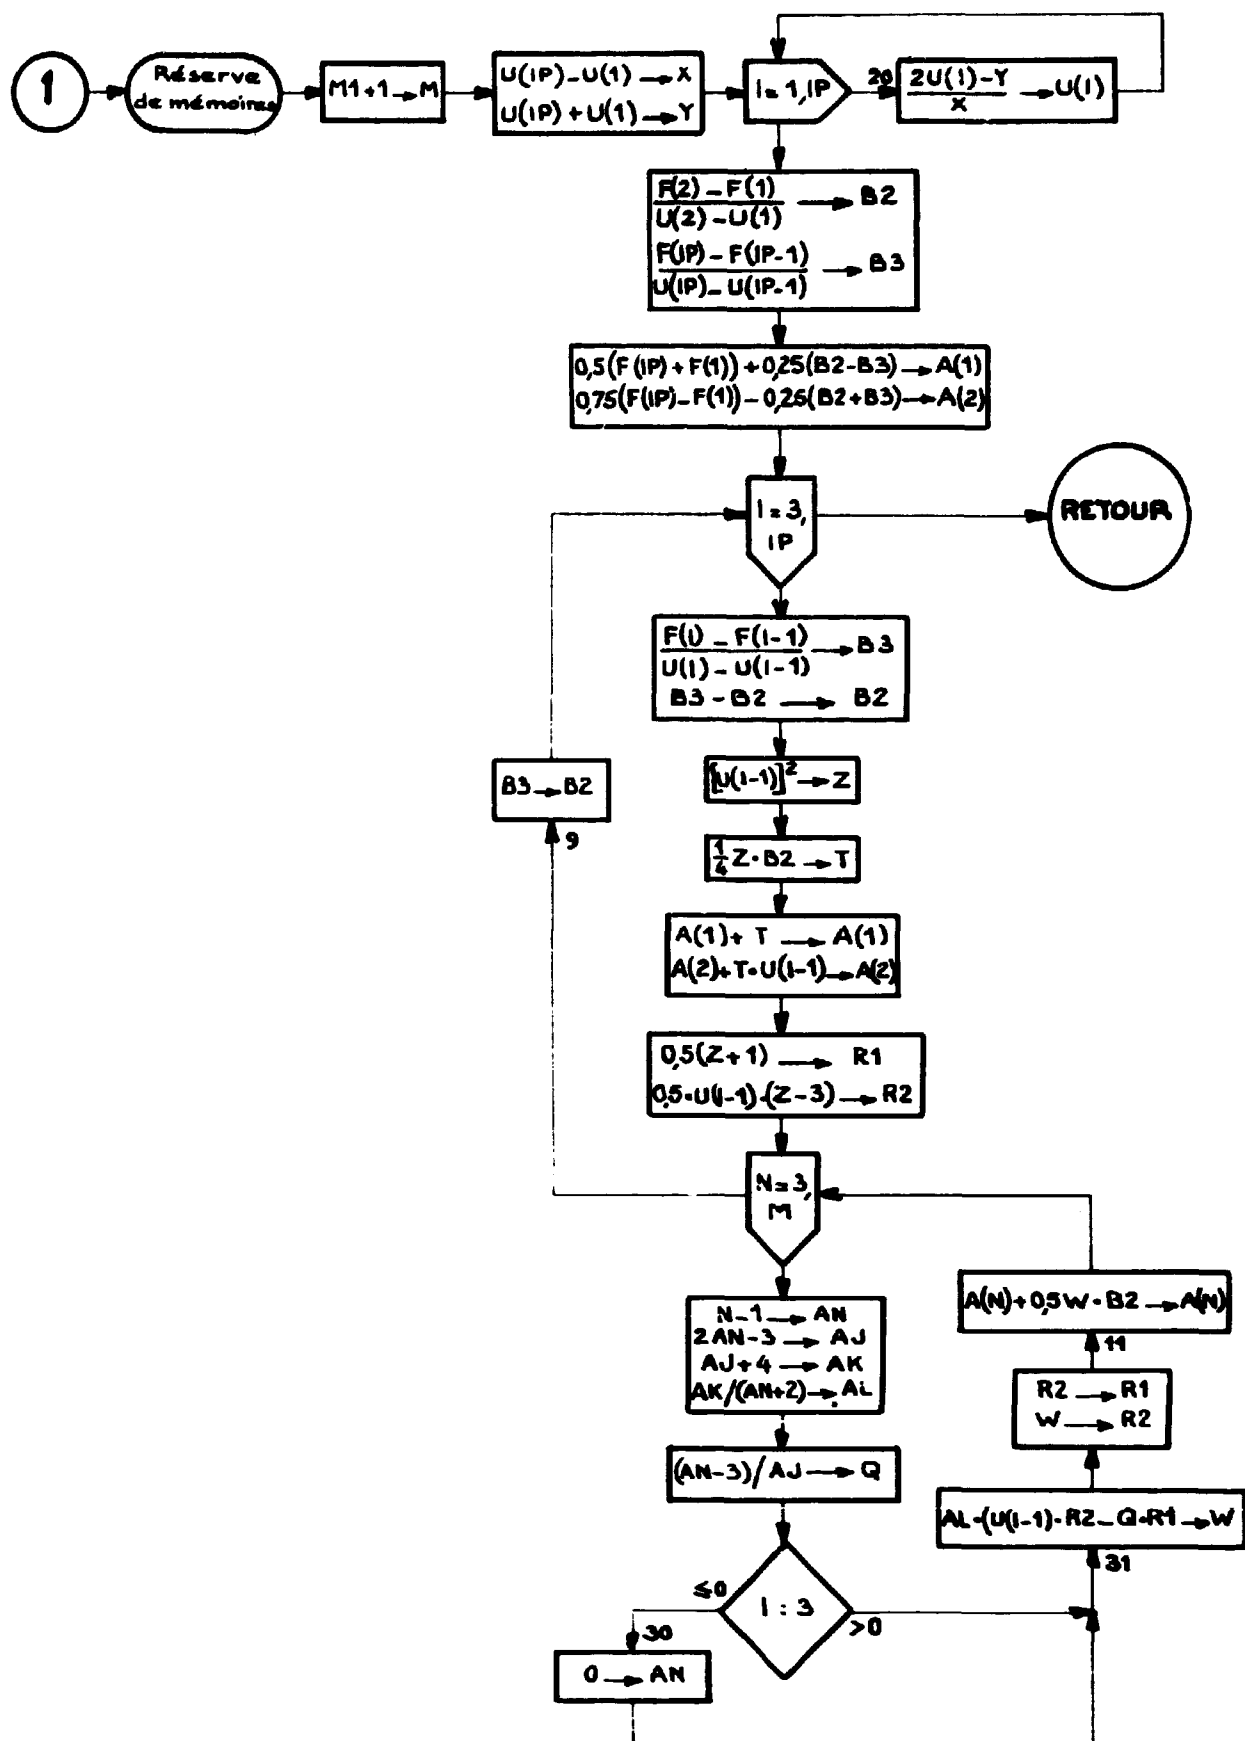 1
Réserve
de mémoires
M1+1 → M
U(IP)-U(1) → X
U(IP)+U(1) → Y
I = 1, IP
20
2U(I)-Y
X
→ U(I)
F(2)-F(1)
U(2)-U(1)
→ B2
F(IP)-F(IP-1)
U(IP)-U(IP-1)
→ B3
0,5(F(IP)+F(1))+0,25(B2-B3) → A(1)
0,75(F(IP)-F(1))-0,25(B2+B3) → A(2)
I = 3,
IP
RETOUR
F(I)-F(I-1)
U(I)-U(I-1)
→ B3
B3-B2 → B2
[U(I-1)]² → Z
B3 → B2
9
1/4 Z·B2 → T
A(1)+T → A(1)
A(2)+T·U(I-1) → A(2)
0,5(Z+1) → R1
0,5·U(I-1)·(Z-3) → R2
N = 3,
M
N-1 → AN
2AN-3 → AJ
AJ+4 → AK
AK/(AN+2) → AL
A(N)+0,5W·B2 → A(N)
11
R2 → R1
W → R2
(AN-3)/AJ → Q
AL·(U(I-1)·R2-Q·R1 → W
31
≤0
I : 3
>0
30
0 → AN